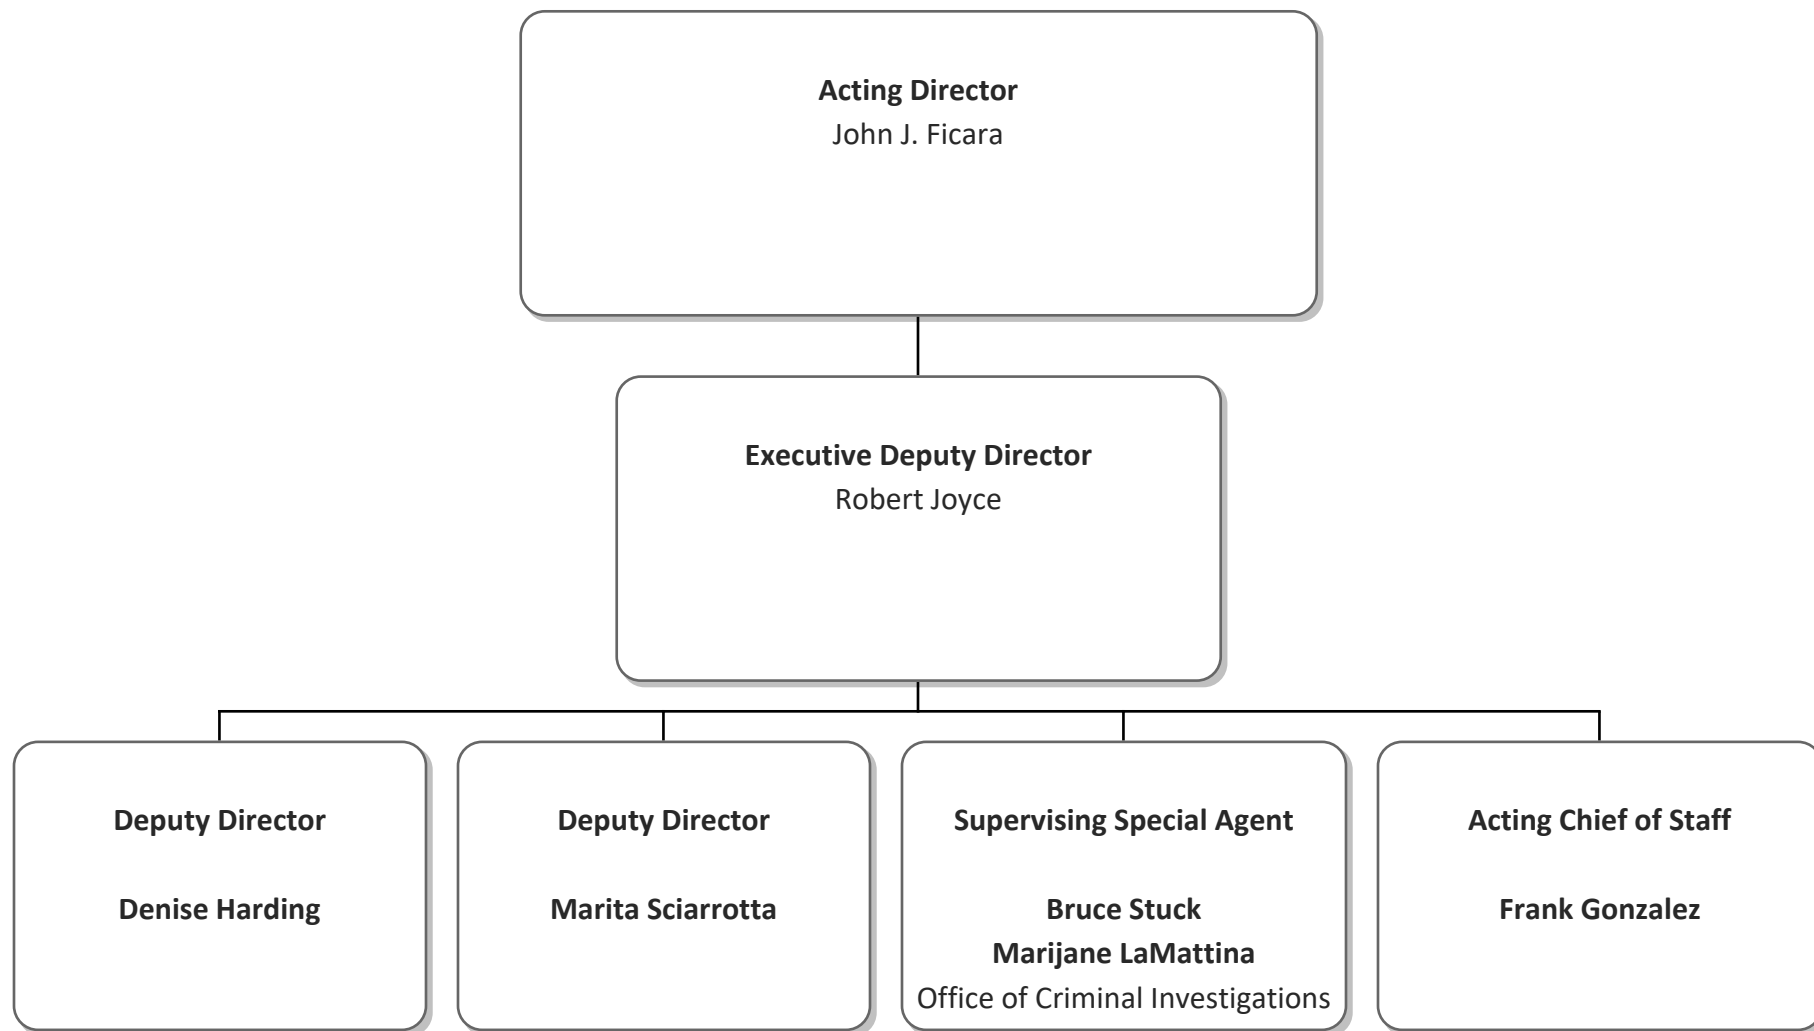 Acting Director
John J. Ficara
Executive Deputy Director
Robert Joyce
Deputy Director
Denise Harding
Deputy Director
Marita Sciarrotta
Supervising Special Agent
Bruce Stuck
Marijane LaMattina
Office of Criminal Investigations
Acting Chief of Staff
Frank Gonzalez